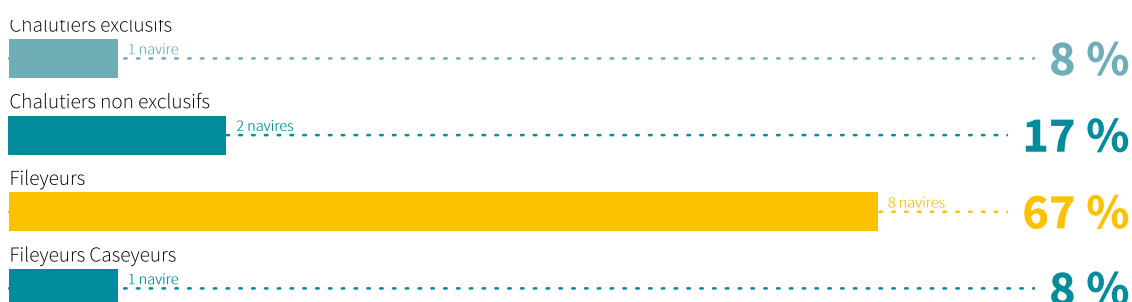 Chalutiers exclusifs
1 navire
8 %
Chalutiers non exclusifs
2 navires
17 %
Fileyeurs
8 navires
67 %
Fileyeurs Caseyeurs
1 navire
8 %